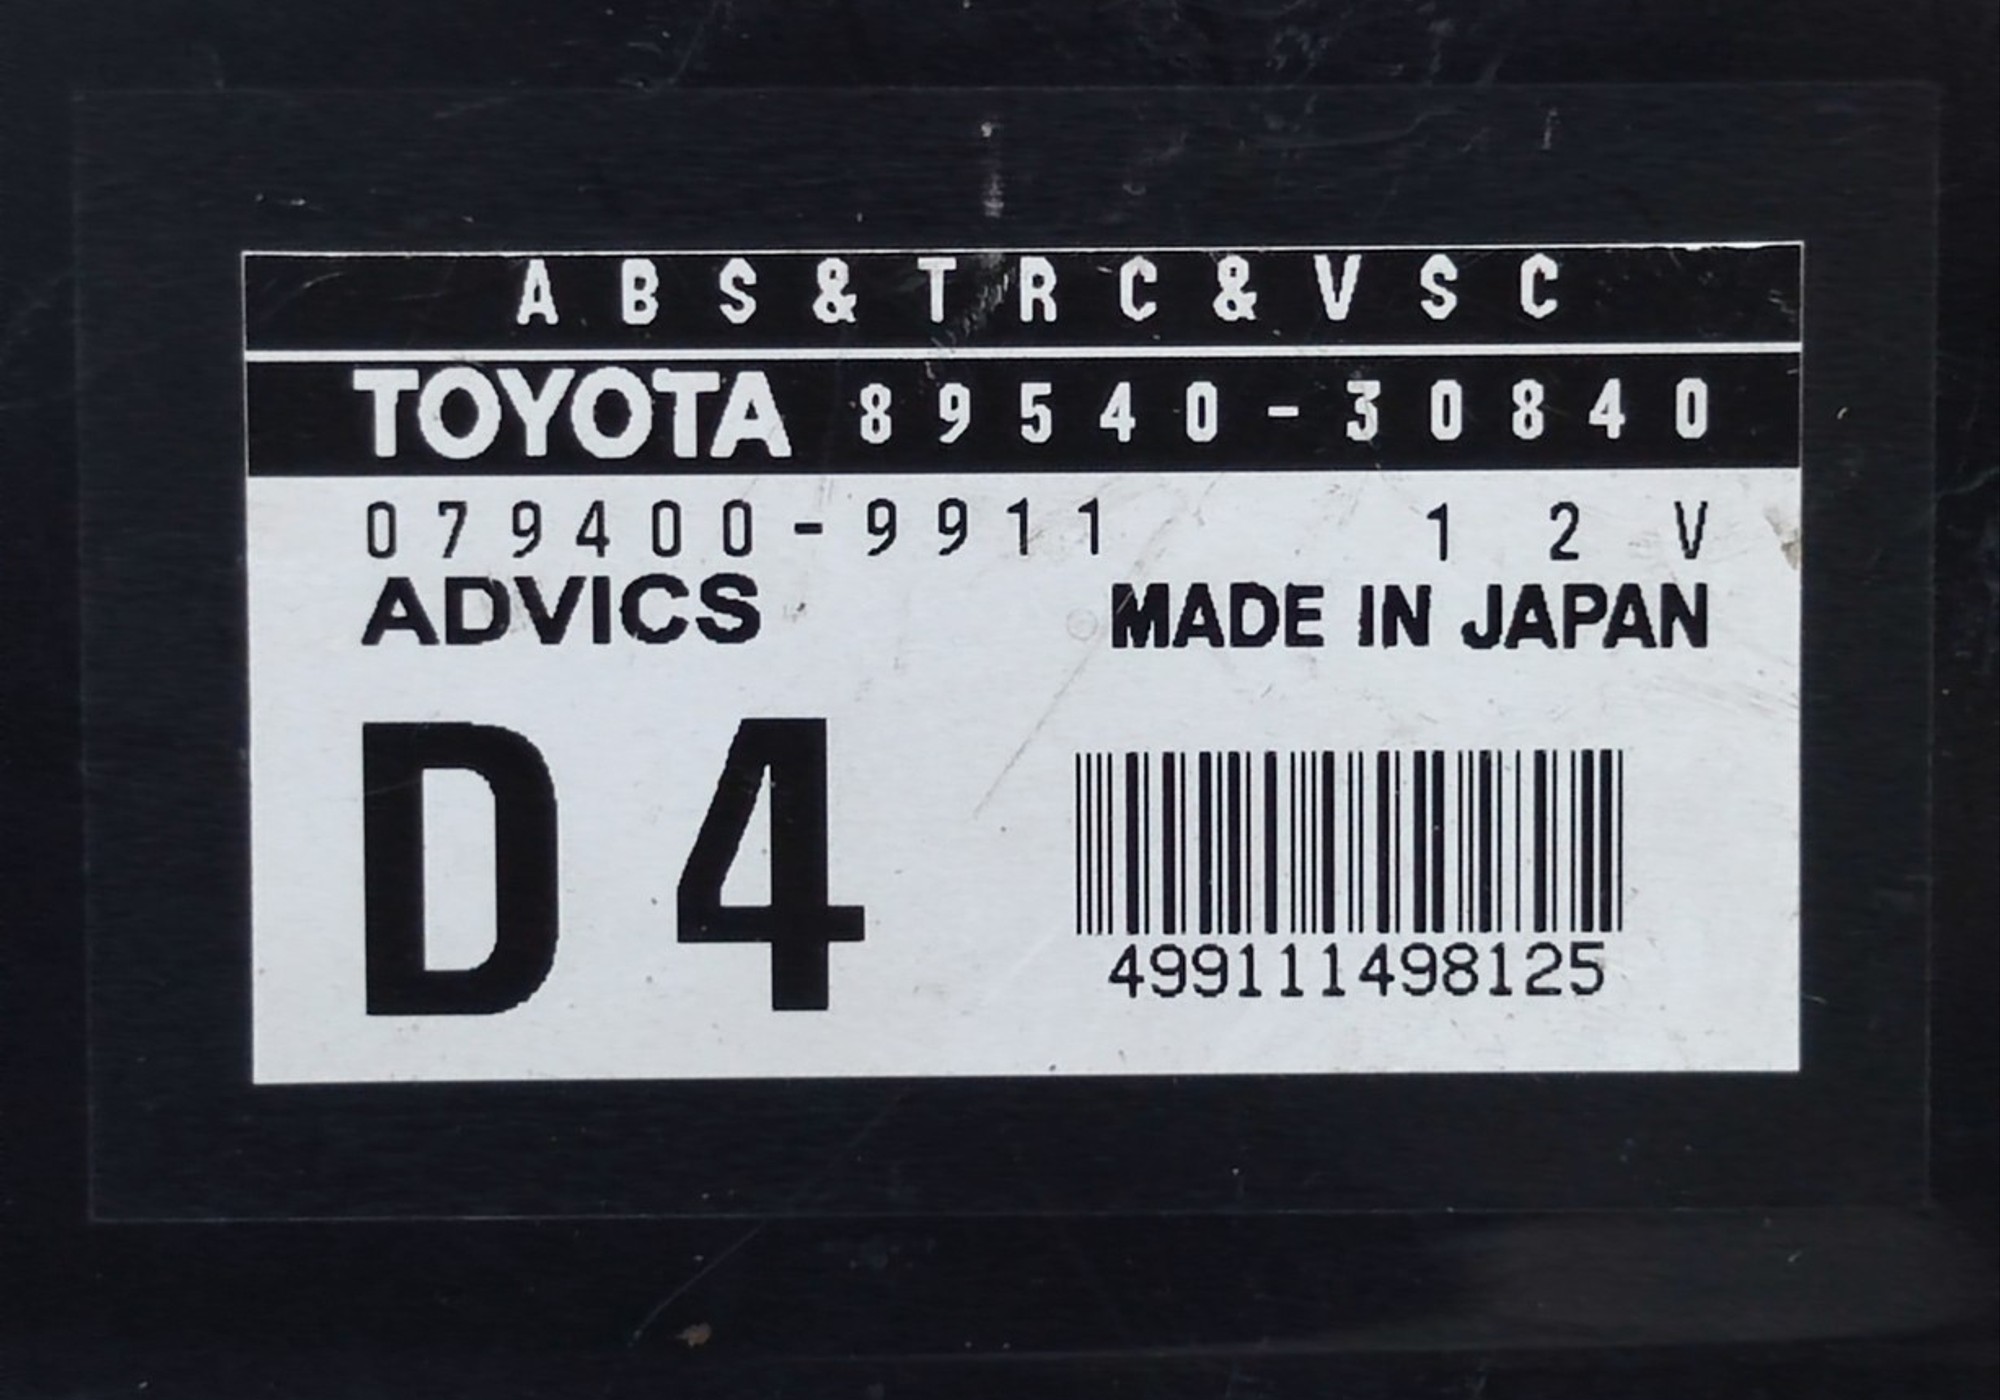 ABS&TRC&VSC
TOYOTA 89540-30840
079400-9911 12V
ADVICS MADE IN JAPAN
D4
499111498125